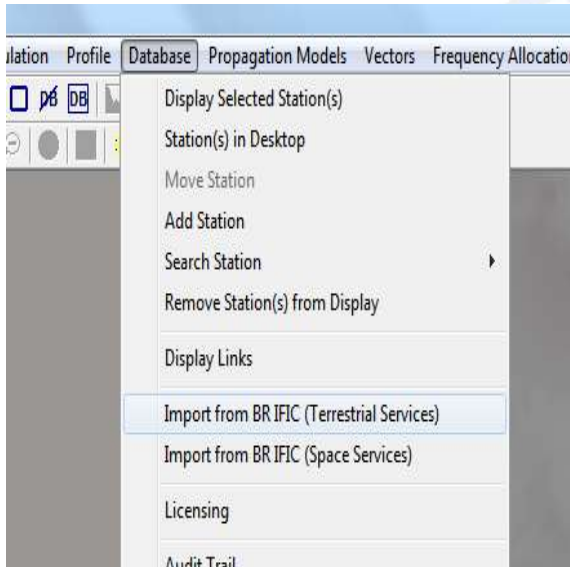 Profile Database Propagation Models Vectors Frequency
DB DB
Display Selected Station(s)
Station(s) in Desktop
Move Station
Add Station
Search Station
Remove Station(s) from Display
Display Links
Import from BR IFIC (Terrestrial Services)
Import from BR IFIC (Space Services)
Licensing
Audit Trail